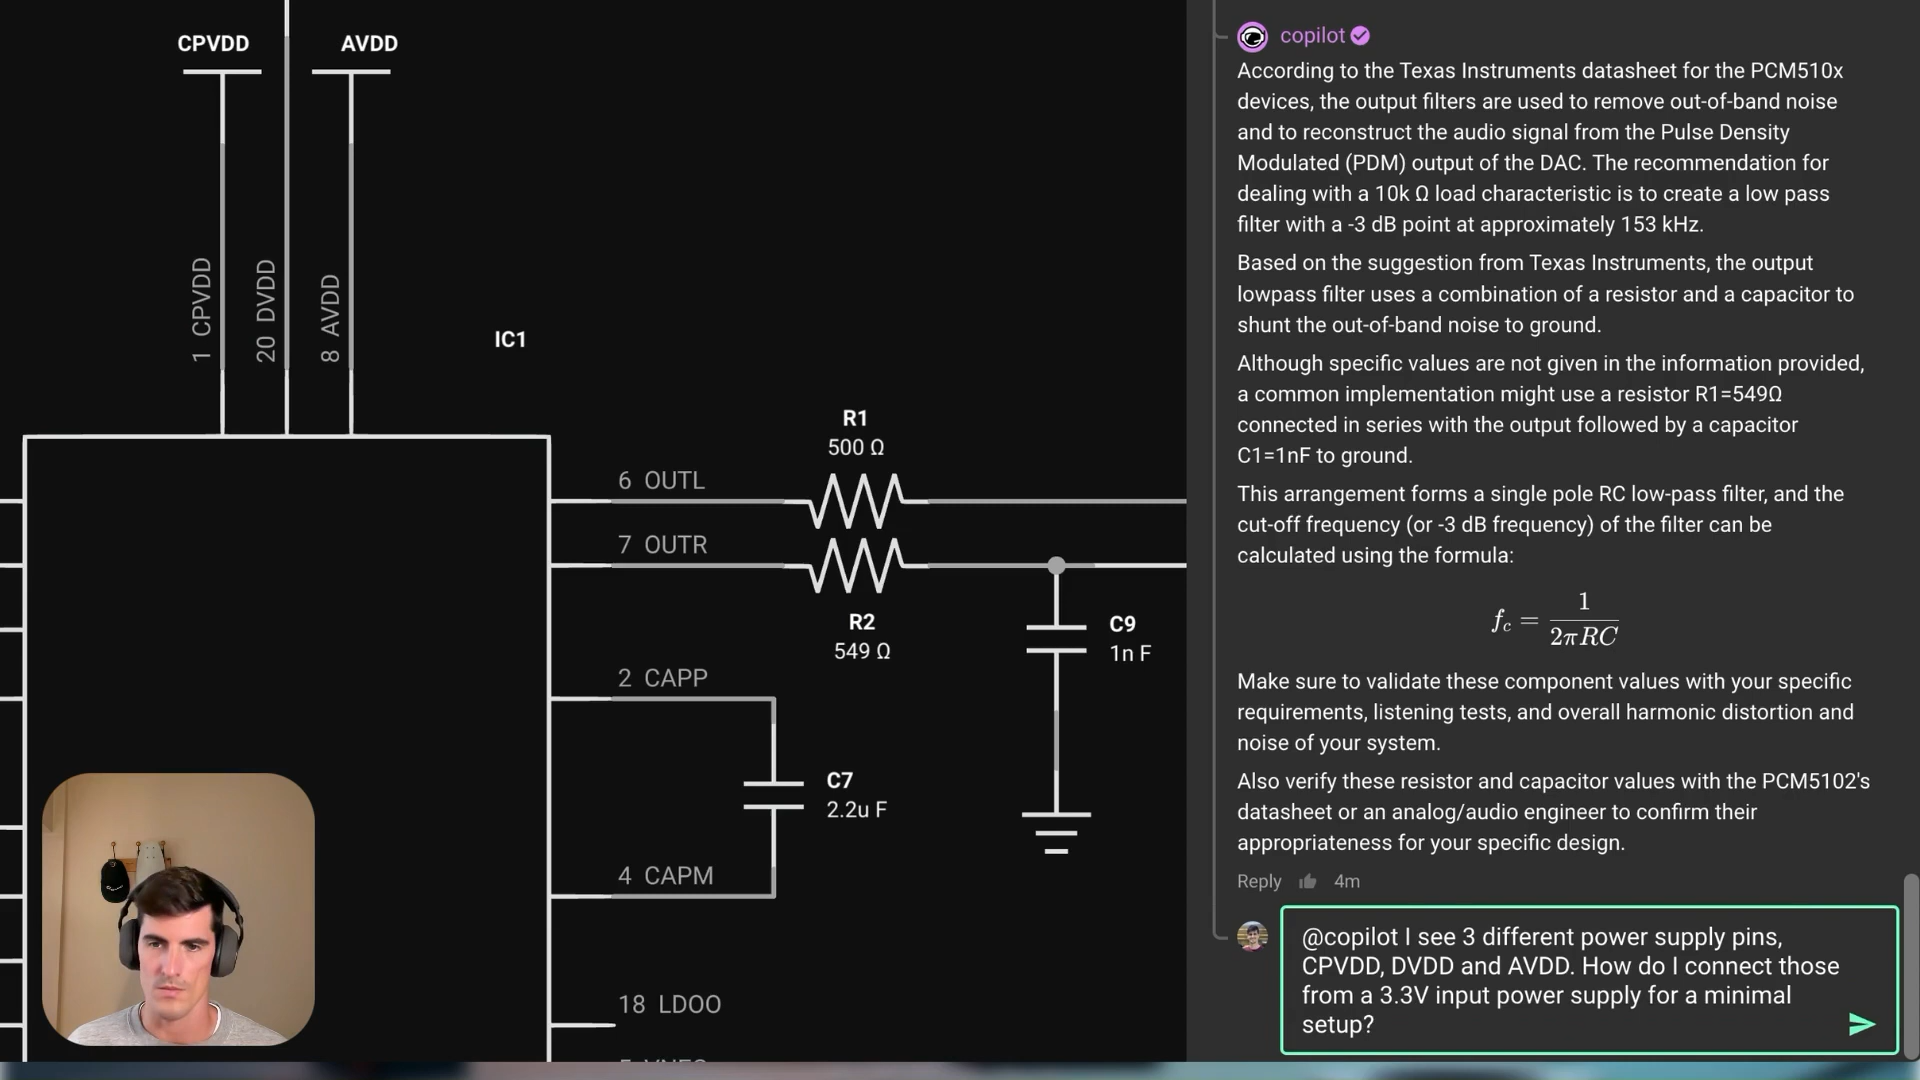 CPVDD
AVDD
1 CPVDD
20 DVDD
8 AVDD
IC1
R1
500 Ω
6 OUTL
7 OUTR
R2
549 Ω
C9
1n F
2 CAPP
C7
2.2u F
4 CAPM
18 LDOO
copilot
According to the Texas Instruments datasheet for the PCM510x
devices, the output filters are used to remove out-of-band noise
and to reconstruct the audio signal from the Pulse Density
Modulated (PDM) output of the DAC. The recommendation for
dealing with a 10k Ω load characteristic is to create a low pass
filter with a -3 dB point at approximately 153 kHz.
Based on the suggestion from Texas Instruments, the output
lowpass filter uses a combination of a resistor and a capacitor to
shunt the out-of-band noise to ground.
Although specific values are not given in the information provided,
a common implementation might use a resistor R1=549Ω
connected in series with the output followed by a capacitor
C1=1nF to ground.
This arrangement forms a single pole RC low-pass filter, and the
cut-off frequency (or -3 dB frequency) of the filter can be
calculated using the formula:
f_c = 1 / 2πRC
Make sure to validate these component values with your specific
requirements, listening tests, and overall harmonic distortion and
noise of your system.
Also verify these resistor and capacitor values with the PCM5102's
datasheet or an analog/audio engineer to confirm their
appropriateness for your specific design.
Reply 4m
@copilot I see 3 different power supply pins,
CPVDD, DVDD and AVDD. How do I connect those
from a 3.3V input power supply for a minimal
setup?